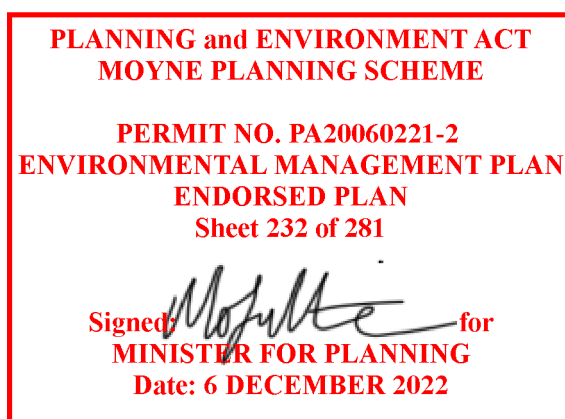 PLANNING and ENVIRONMENT ACT
MOYNE PLANNING SCHEME
PERMIT NO. PA20060221-2
ENVIRONMENTAL MANAGEMENT PLAN
ENDORSED PLAN
Sheet 232 of 281
Signed: for
MINISTER FOR PLANNING
Date: 6 DECEMBER 2022